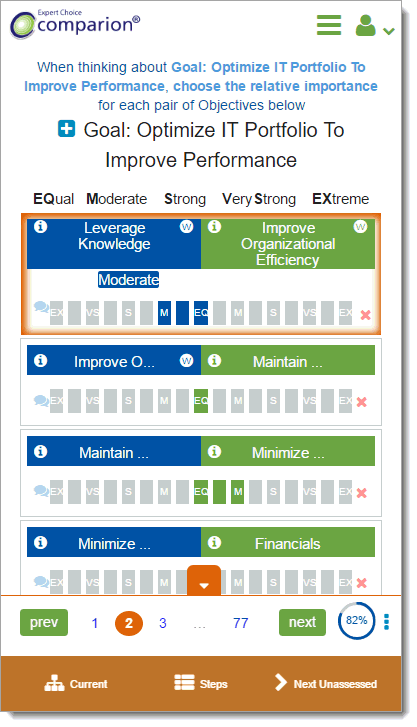 Expert Choice
comparion®
When thinking about Goal: Optimize IT Portfolio To
Improve Performance, choose the relative importance
for each pair of Objectives below
Goal: Optimize IT Portfolio To
Improve Performance
EQual Moderate Strong VeryStrong EXtreme
Leverage Knowledge W
Improve Organizational Efficiency W
Moderate
EX VS S M EQ M S VS EX
Improve O... W Maintain ...
EX VS S M EQ M S VS EX
Maintain ... Minimize ...
EX VS S M EQ M S VS EX
Minimize ... Financials
EX VS S M M S VS EX
prev 1 2 3 ... 77 next 82%
Current Steps Next Unassessed